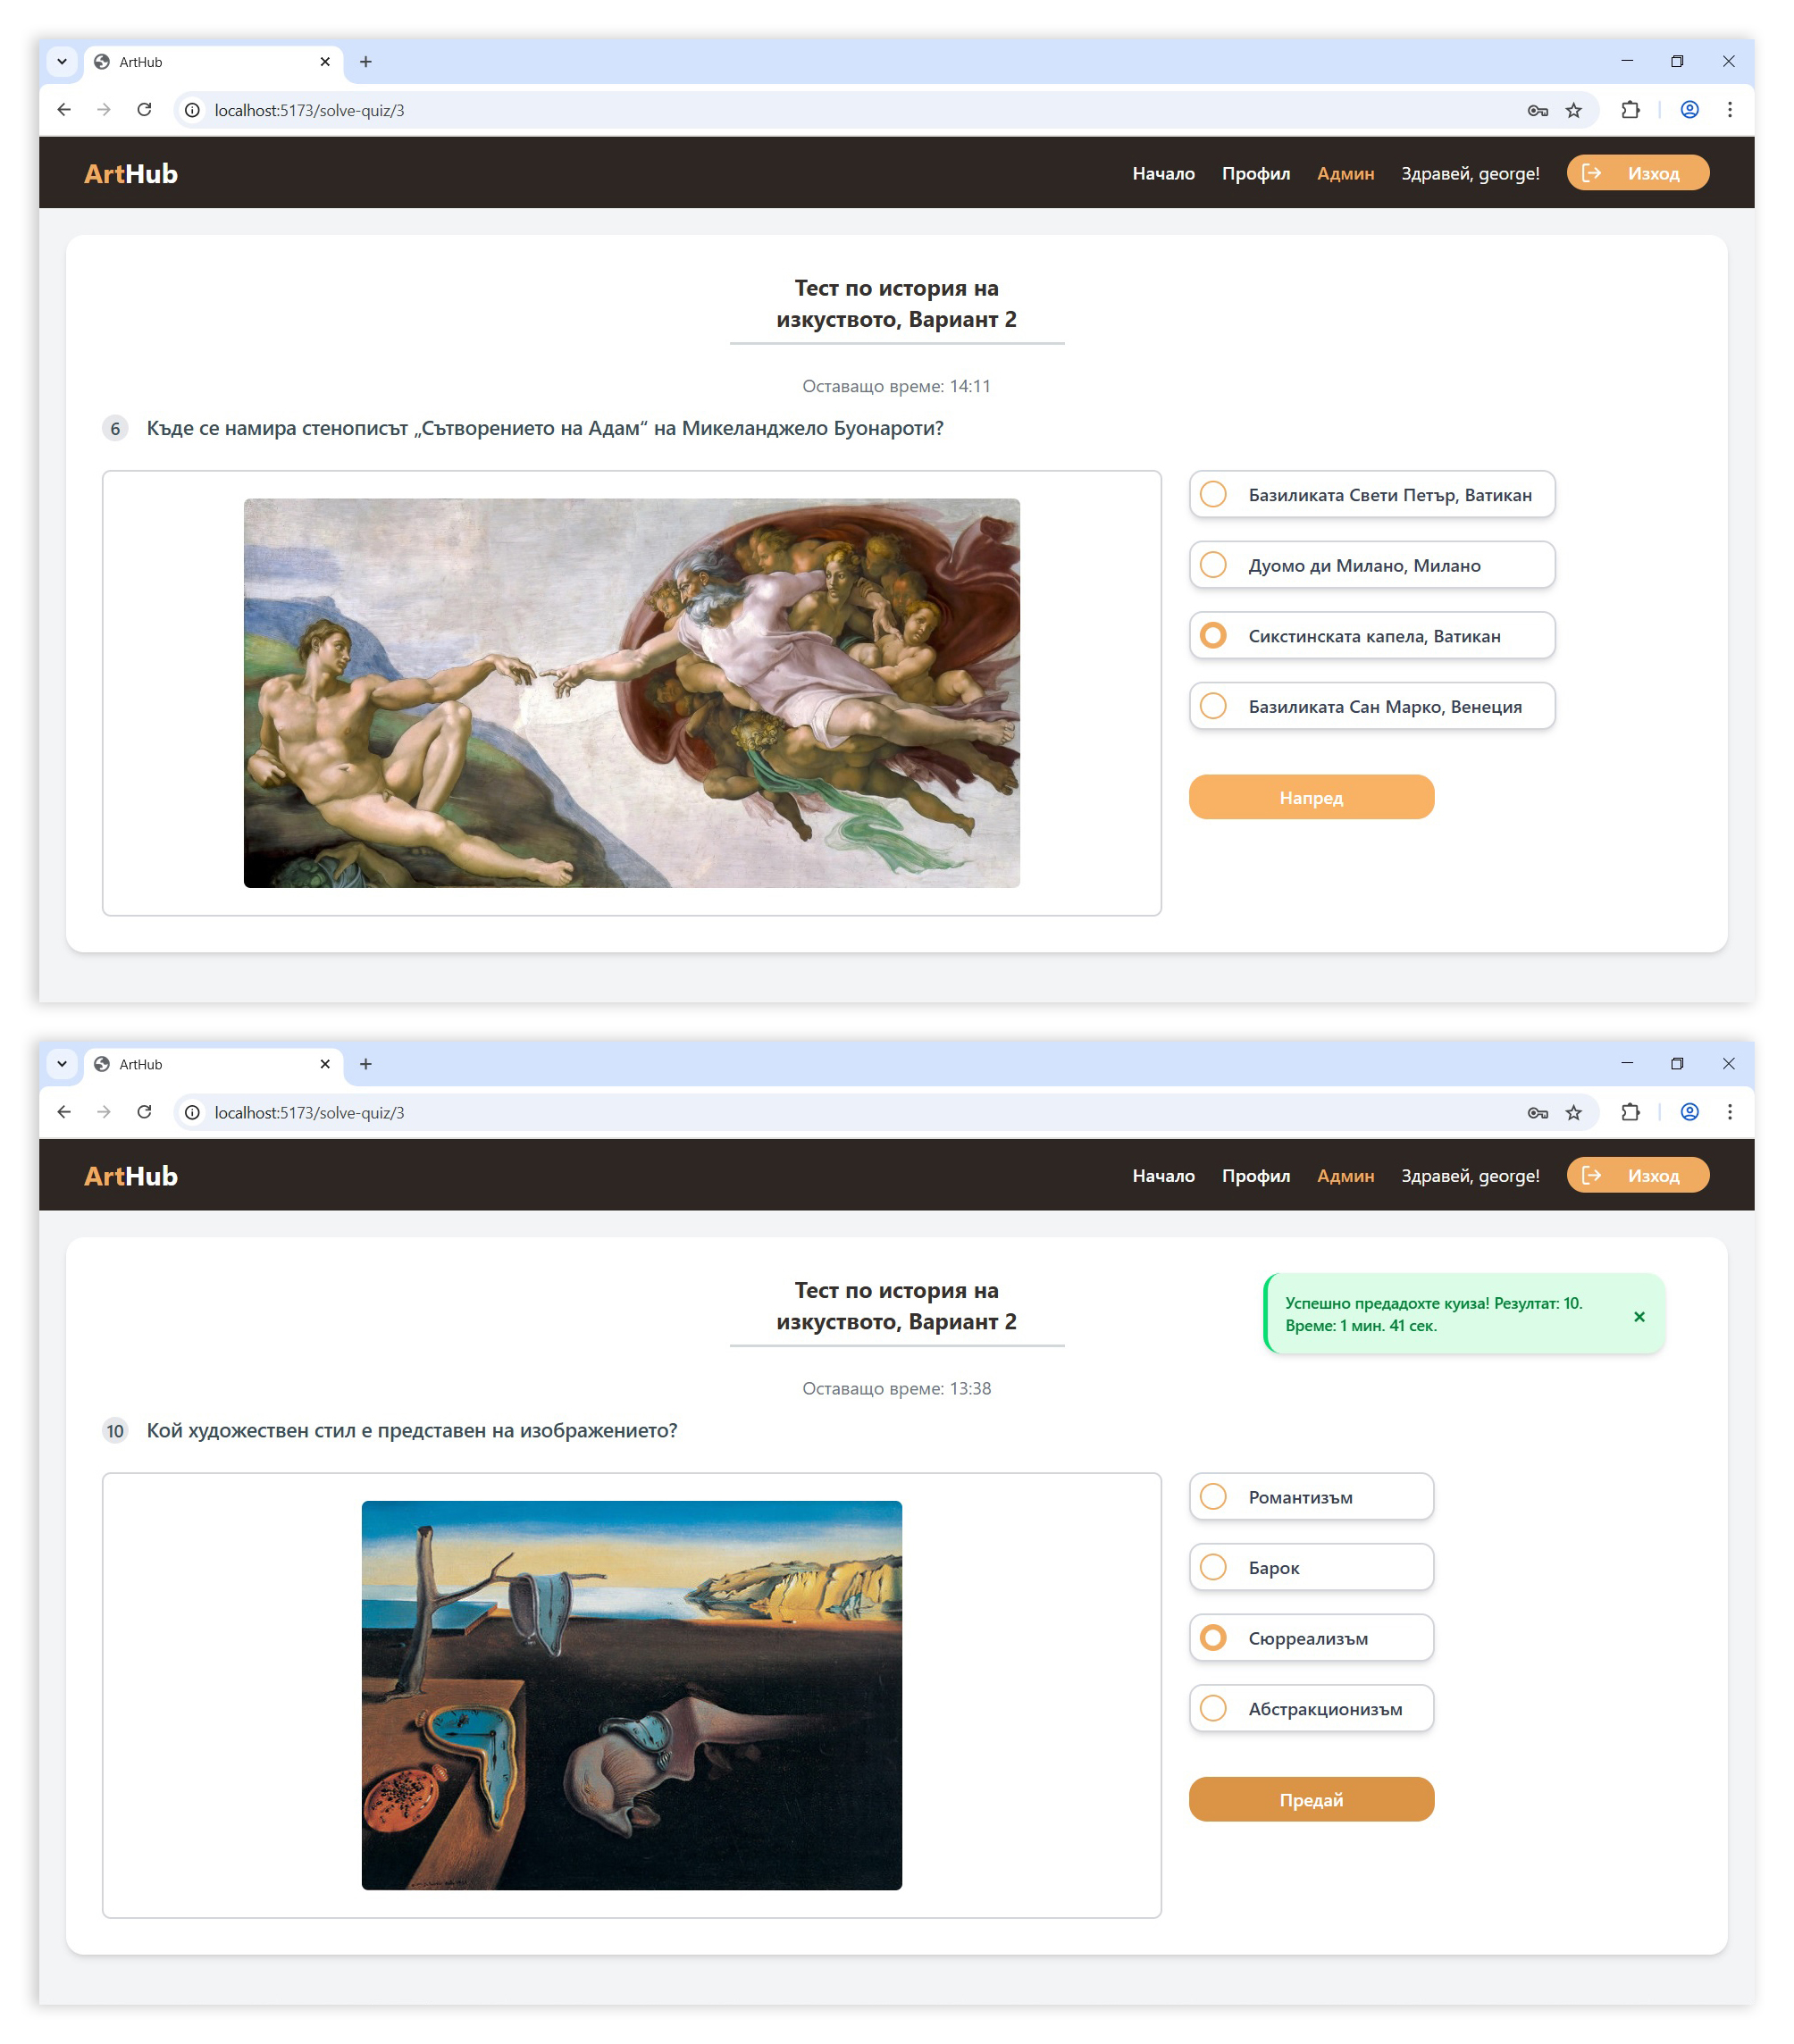 ArtHub
localhost:5173/solve-quiz/3
ArtHub
Начало Профил Админ Здравей, george! Изход
Тест по история на
изкуството, Вариант 2
Оставащо време: 14:11
6 Къде се намира стенописът „Сътворението на Адам“ на Микеланджело Буонароти?
Базиликата Свети Петър, Ватикан
Дуомо ди Милано, Милано
Сикстинската капела, Ватикан
Базиликата Сан Марко, Венеция
Напред
ArtHub
localhost:5173/solve-quiz/3
ArtHub
Начало Профил Админ Здравей, george! Изход
Тест по история на
изкуството, Вариант 2
Успешно предадохте куиза! Резултат: 10.
Време: 1 мин. 41 сек.
Оставащо време: 13:38
10 Кой художествен стил е представен на изображението?
Романтизъм
Барок
Сюрреализъм
Абстракционизъм
Предай